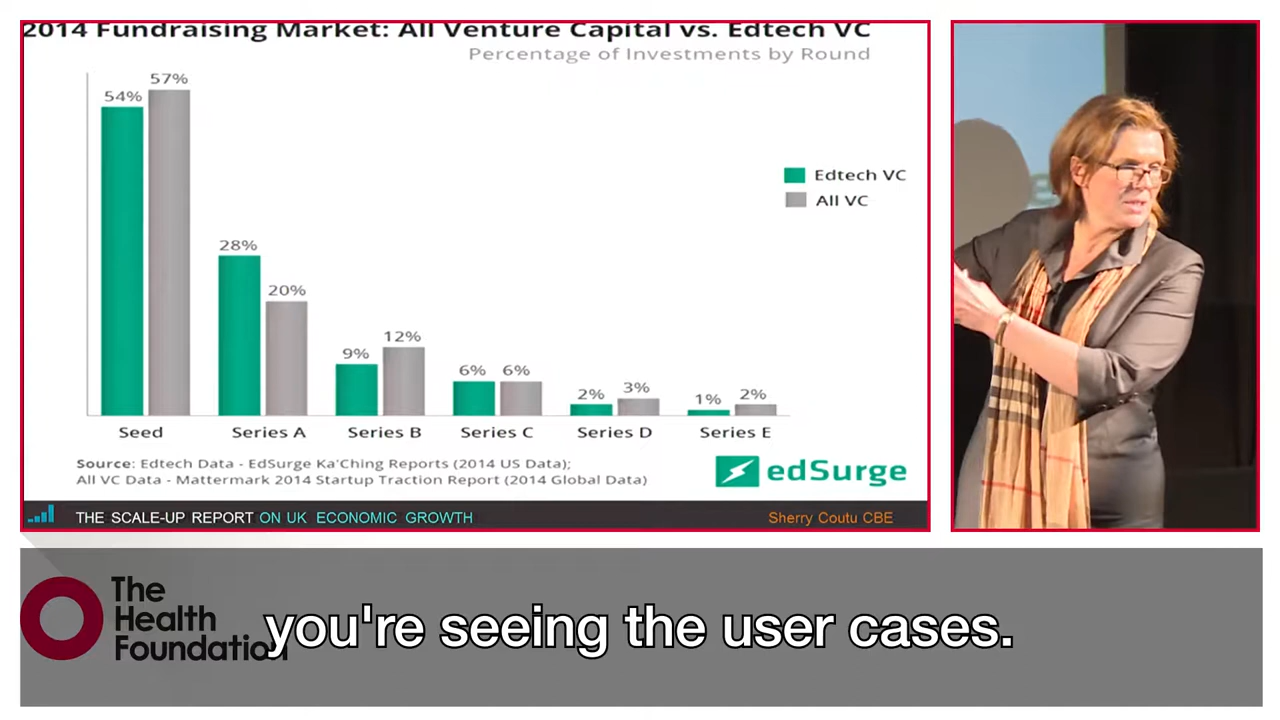 2014 Fundraising Market: All Venture Capital vs. Edtech VC
Percentage of Investments by Round
54%
57%
28%
20%
9%
12%
6%
6%
2%
3%
1%
2%
Edtech VC
All VC
Seed
Series A
Series B
Series C
Series D
Series E
Source: Edtech Data - EdSurge Ka'Ching Reports (2014 US Data);
All VC Data - Mattermark 2014 Startup Traction Report (2014 Global Data)
edSurge
THE SCALE-UP REPORT ON UK ECONOMIC GROWTH
Sherry Coutu CBE
The
Health
Foundation
you're seeing the user cases.